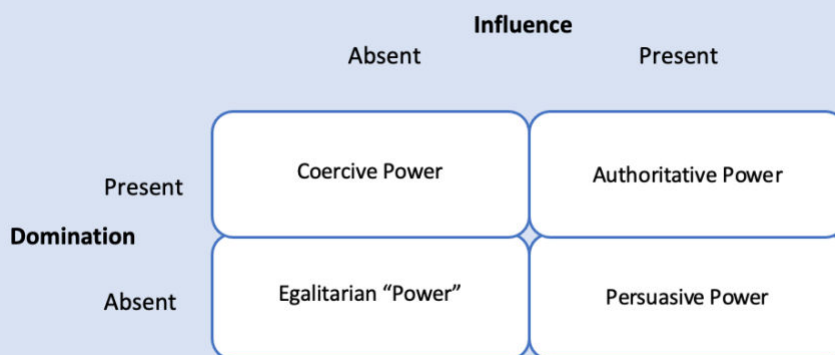 Influence
Absent Present
Coercive Power Authoritative Power
Present
Domination
Egalitarian “Power” Persuasive Power
Absent